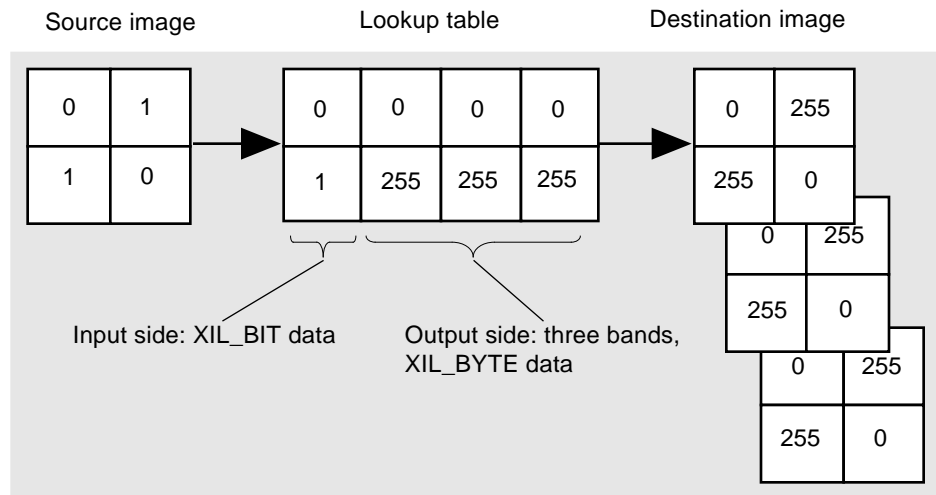 Source image
Lookup table
Destination image
0 1
1 0
0 0 0 0
1 255 255 255
0 255
255 0
0 255
255 0
0 255
255 0
Input side: XIL_BIT data
Output side: three bands,
XIL_BYTE data